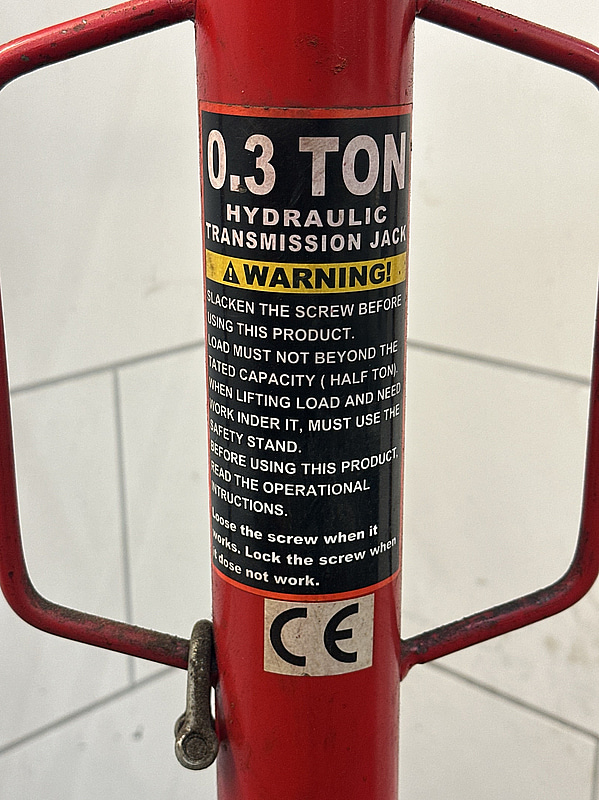 0.3 TON
HYDRAULIC
TRANSMISSION JACK
WARNING!
SLACKEN THE SCREW BEFORE
USING THIS PRODUCT.
LOAD MUST NOT BEYOND THE
RATED CAPACITY ( HALF TON).
WHEN LIFTING LOAD AND NEED
WORK INDER IT, MUST USE THE
SAFETY STAND.
BEFORE USING THIS PRODUCT,
READ THE OPERATIONAL
INTRUCTIONS.
Loose the screw when it
works. Lock the screw when
it dose not work.
CE